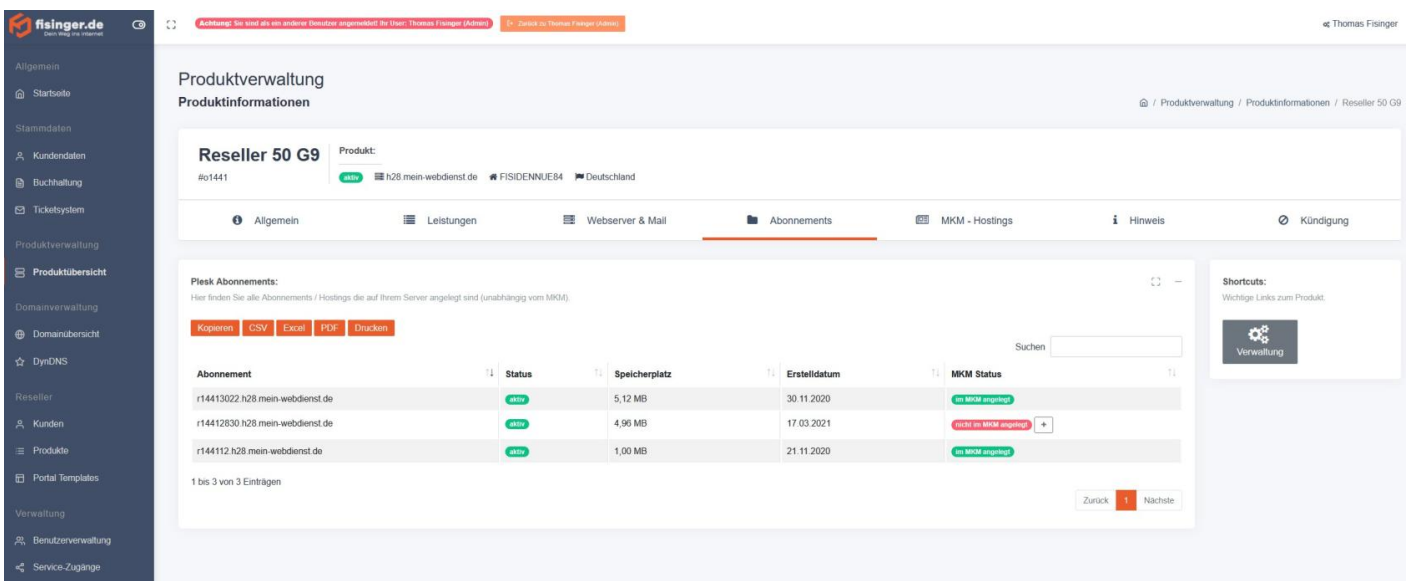 fisinger.de
Dein Weg ins Internet
Achtung: Sie sind als ein anderer Benutzer angemeldet! Ihr User: Thomas Fisinger (Admin)
Zurück zu Thomas Fisinger (Admin)
Thomas Fisinger
Allgemein
Startseite
Stammdaten
Kundendaten
Buchhaltung
Ticketsystem
Produktverwaltung
Produktübersicht
Domainverwaltung
Domainübersicht
DynDNS
Reseller
Kunden
Produkte
Portal Templates
Verwaltung
Benutzerverwaltung
Service-Zugänge
Produktverwaltung
Produktinformationen
/ Produktverwaltung / Produktinformationen / Reseller 50 G9
Reseller 50 G9
#o1441
Produkt:
aktiv h28.mein-webdienst.de FISIDENNUE84 Deutschland
Allgemein Leistungen Webserver & Mail Abonnements MKM - Hostings Hinweis Kündigung
Plesk Abonnements:
Hier finden Sie alle Abonnements / Hostings die auf Ihrem Server angelegt sind (unabhängig vom MKM).
Kopieren CSV Excel PDF Drucken
Suchen
Abonnement Status Speicherplatz Erstelldatum MKM Status
r14413022.h28.mein-webdienst.de aktiv 5,12 MB 30.11.2020 im MKM angelegt
r14412830.h28.mein-webdienst.de aktiv 4,96 MB 17.03.2021 nicht im MKM angelegt +
r144112.h28.mein-webdienst.de aktiv 1,00 MB 21.11.2020 im MKM angelegt
1 bis 3 von 3 Einträgen
Zurück 1 Nächste
Shortcuts:
Wichtige Links zum Produkt.
Verwaltung